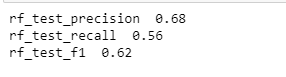 rf_test_precision  0.68
rf_test_recall  0.56
rf_test_f1  0.62